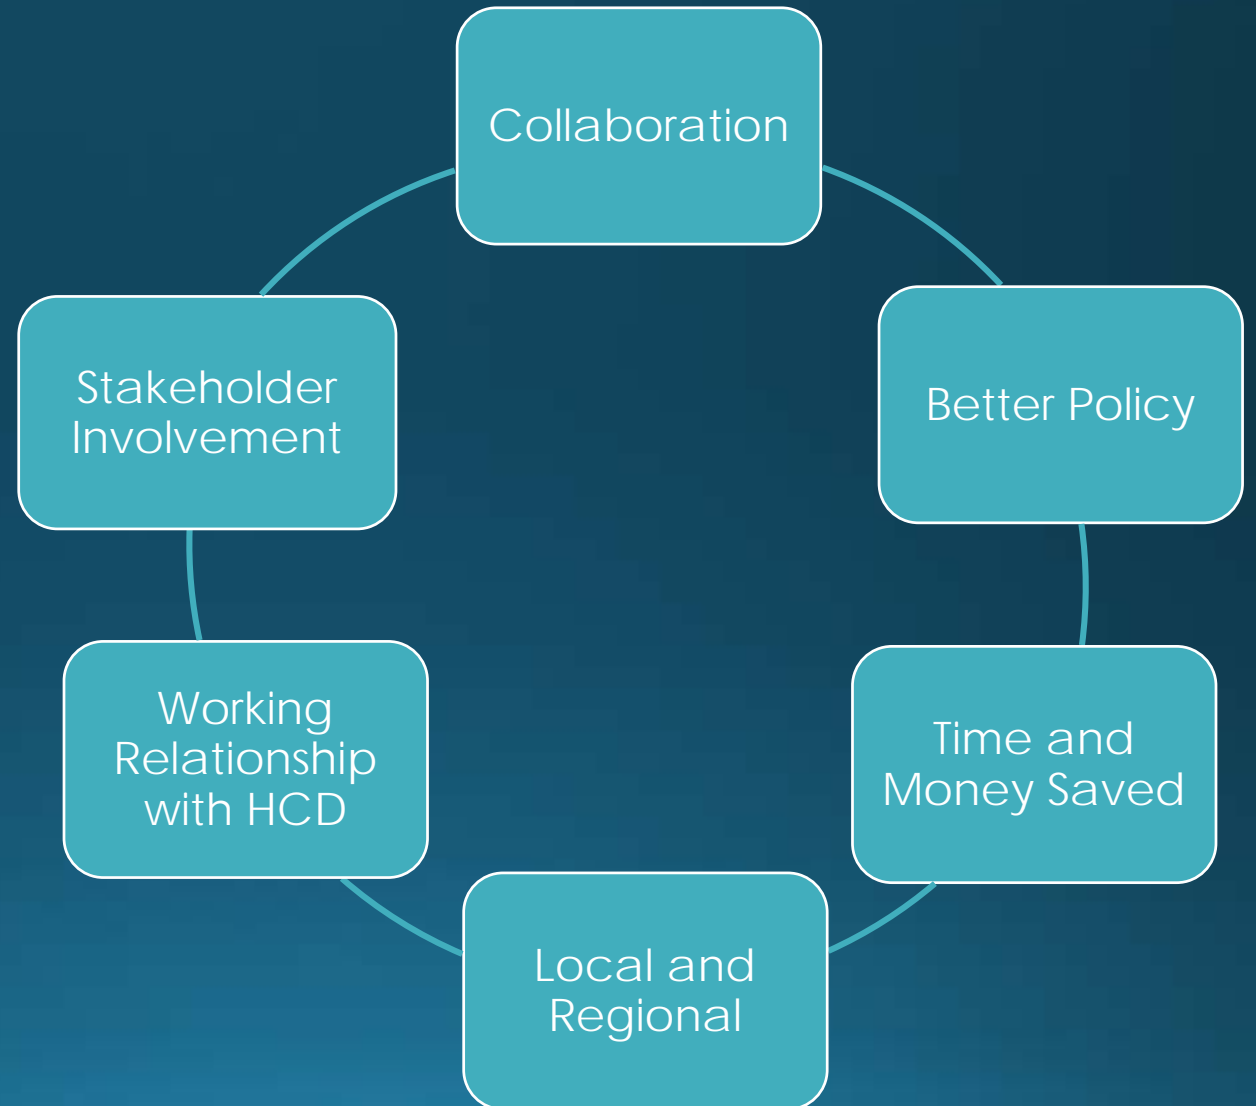 Collaboration
Better Policy
Time and
Money Saved
Local and
Regional
Working
Relationship
with HCD
Stakeholder
Involvement